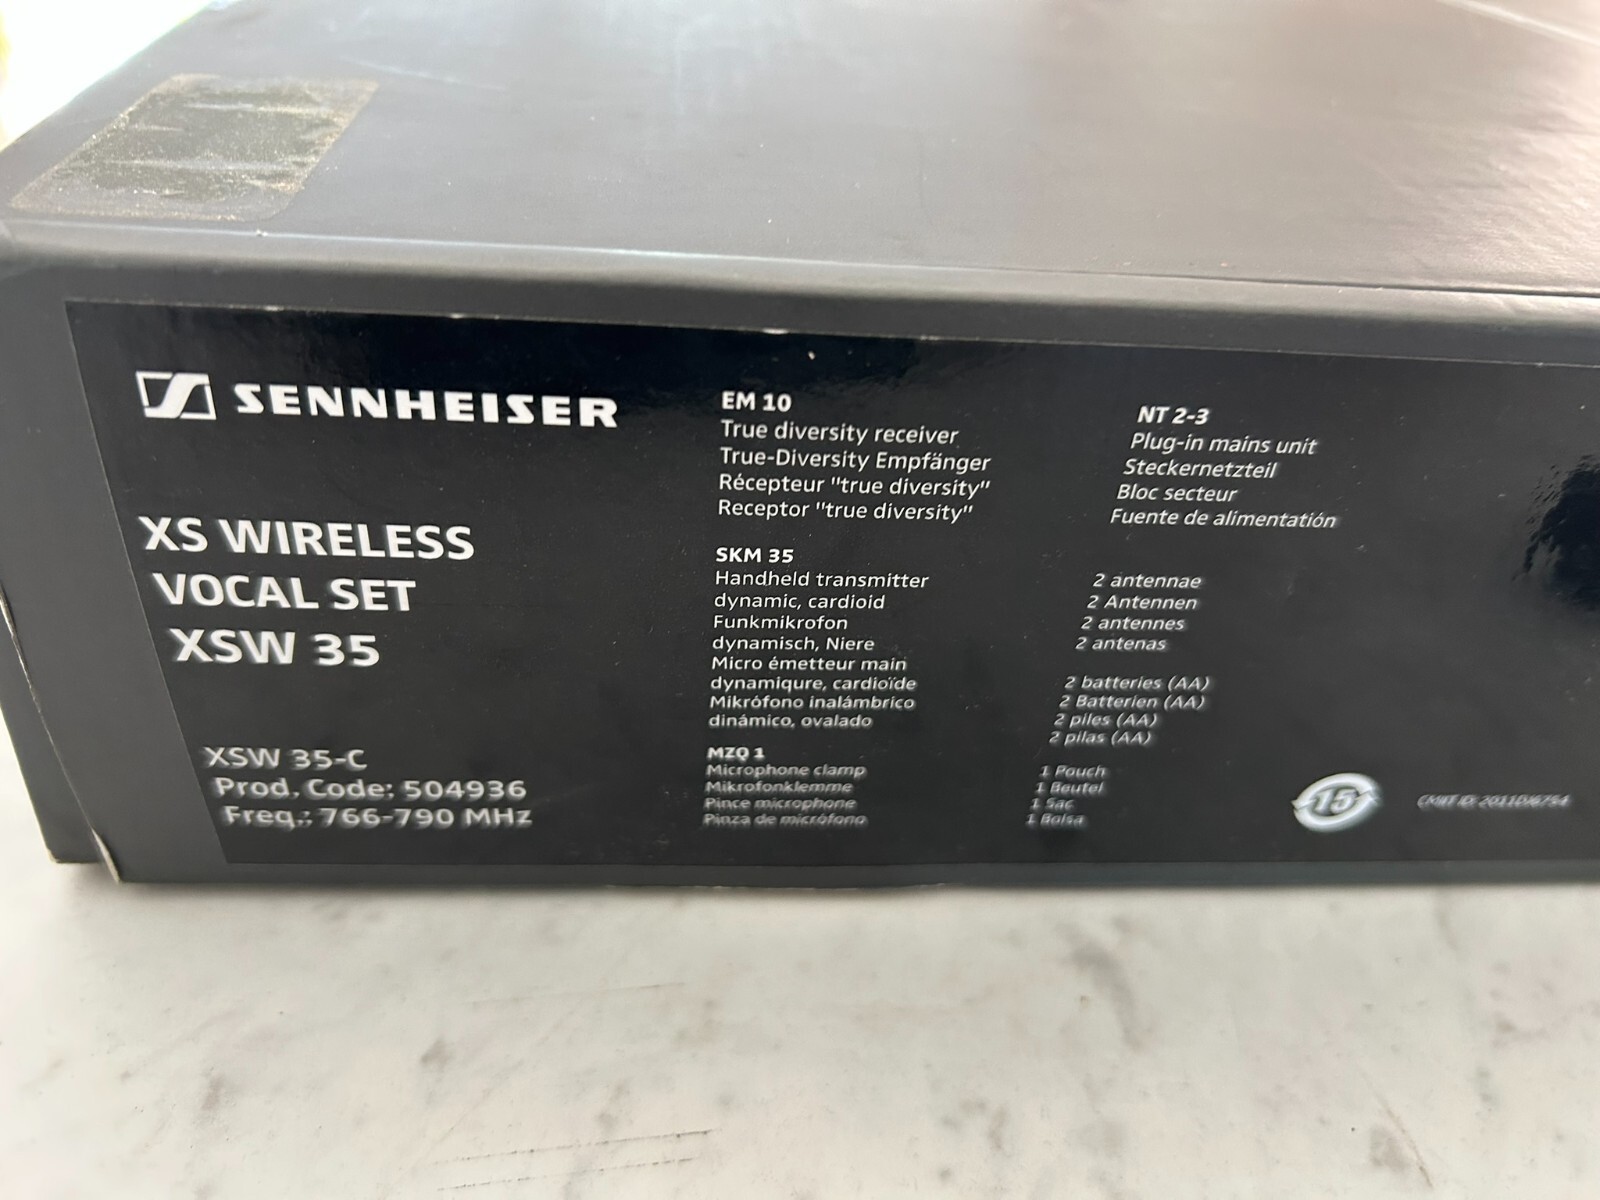 SENNHEISER
XS WIRELESS
VOCAL SET
XSW 35
XSW 35-C
Prod. Code: 504936
Freq.: 766-790 MHz
EM 10
True diversity receiver
True-Diversity Empfänger
Récepteur "true diversity"
Receptor "true diversity"
SKM 35
Handheld transmitter
dynamic, cardioid
Funkmikrofon
dynamisch, Niere
Micro émetteur main
dynamiqure, cardioïde
Mikrófono inalámbrico
dinámico, ovalado
MZQ 1
Microphone clamp
Mikrofonklemme
Pince microphone
Pinza de micrófono
NT 2-3
Plug-in mains unit
Steckernetzteil
Bloc secteur
Fuente de alimentatión
2 antennae
2 Antennen
2 antennes
2 antenas
2 batteries (AA)
2 Batterien (AA)
2 piles (AA)
2 pilas (AA)
1 Pouch
1 Beutel
1 Sac
1 Bolsa
15
CMIIT ID: 2011DJ6754